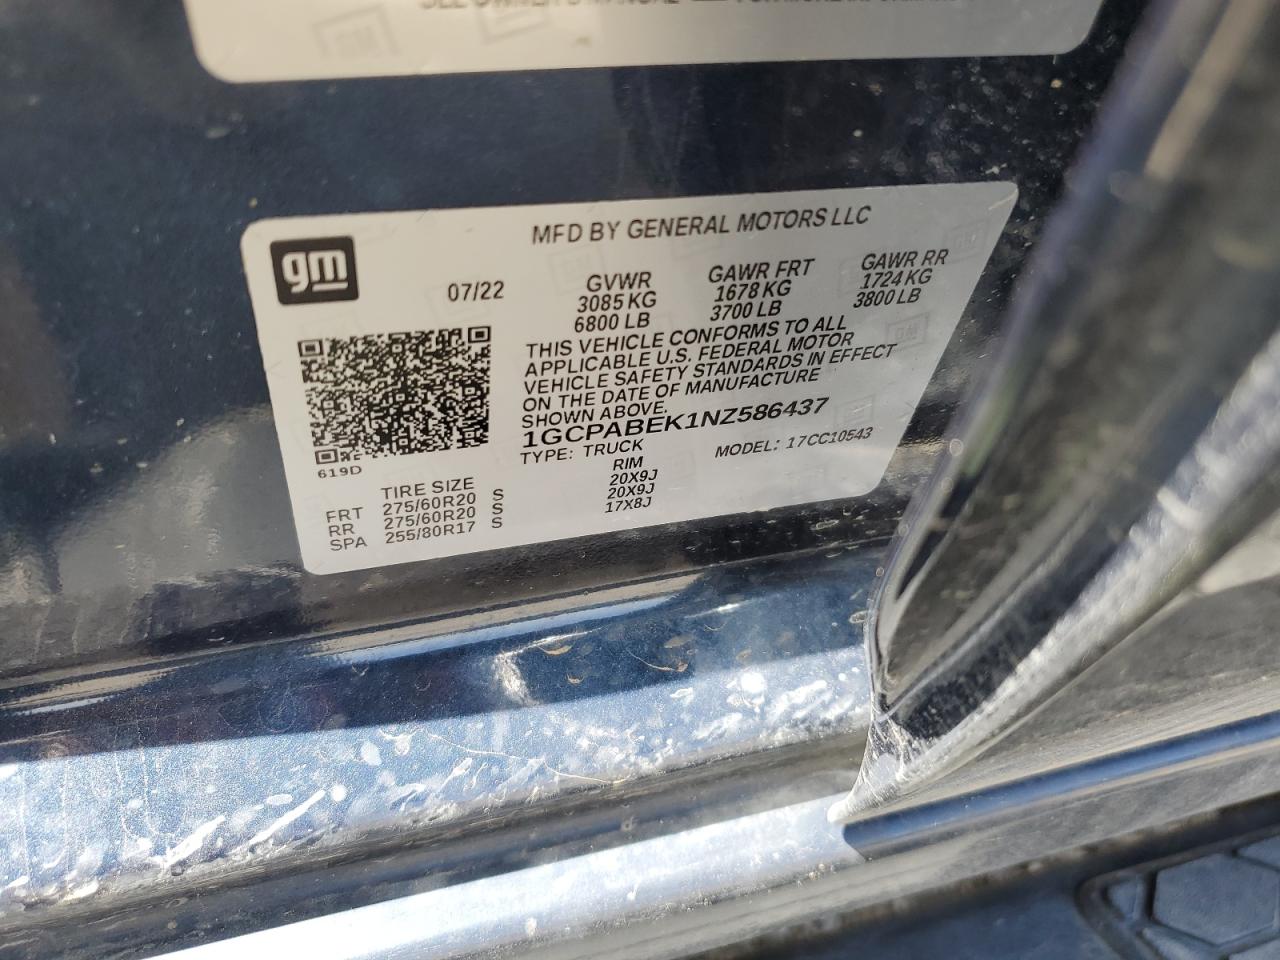 gm
MFD BY GENERAL MOTORS LLC
07/22
GVWR GAWR FRT GAWR RR
3085 KG 1678 KG 1724 KG
6800 LB 3700 LB 3800 LB
THIS VEHICLE CONFORMS TO ALL
APPLICABLE U.S. FEDERAL MOTOR
VEHICLE SAFETY STANDARDS IN EFFECT
ON THE DATE OF MANUFACTURE
SHOWN ABOVE.
1GCPABEK1NZ586437
TYPE: TRUCK MODEL: 17CC10543
619D
TIRE SIZE RIM
FRT 275/60R20 S 20X9J
RR 275/60R20 S 20X9J
SPA 255/80R17 S 17X8J